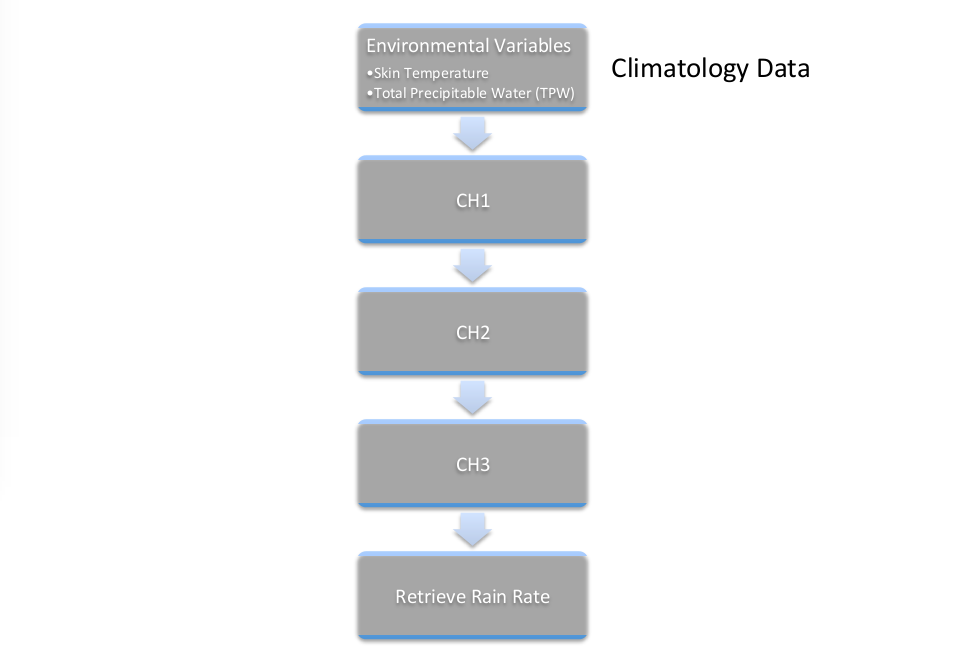 Environmental Variables
•Skin Temperature
•Total Precipitable Water (TPW)
Climatology Data
CH1
CH2
CH3
Retrieve Rain Rate